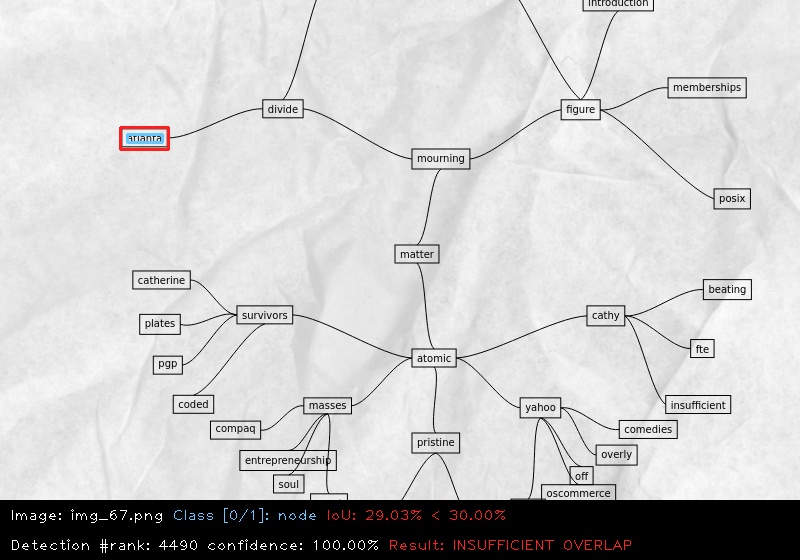 introduction
memberships
divide
figure
atlanta
mourning
posix
matter
catherine
beating
plates
survivors
cathy
pgp
atomic
fte
coded
masses
yahoo
insufficient
compaq
comedies
pristine
entrepreneurship
overly
soul
off
oscommerce
Image: img_67.png Class [0/1]: node IoU: 29.03% < 30.00%
Detection #rank: 4490 confidence: 100.00% Result: INSUFFICIENT OVERLAP